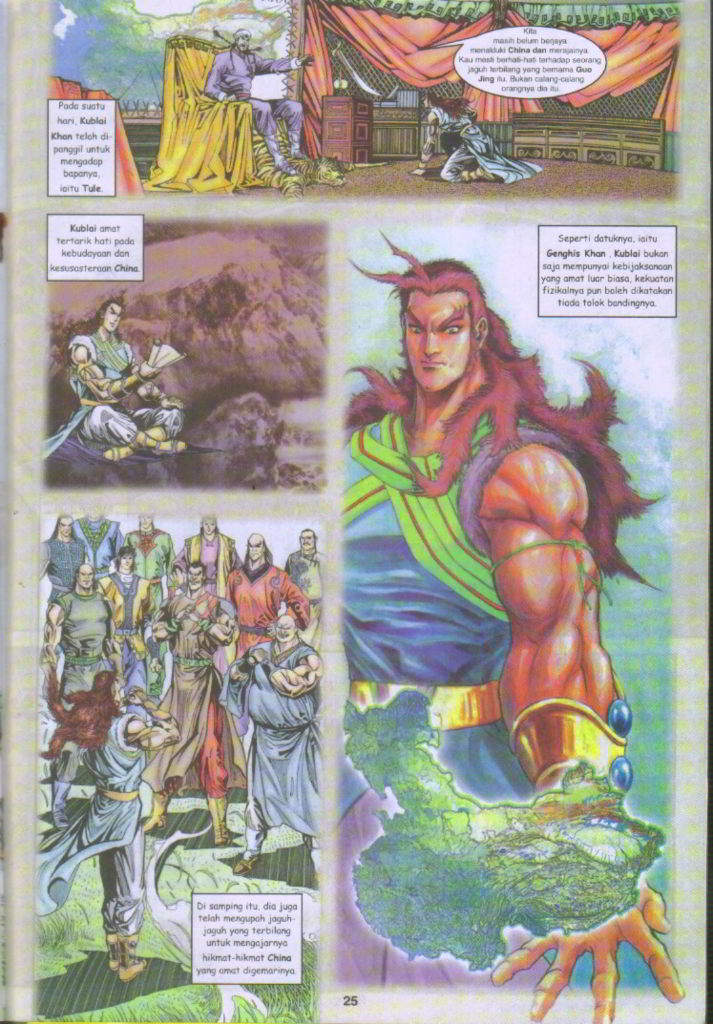 Kita
masih belum berjaya
menakluki China dan merajainya.
Kau mesti berhati-hati terhadap seorang
jaguh terbilang yang bernama Guo
Jing itu. Bukan calang-calang
orangnya dia itu.
Pada suatu
hari, Kublai
Khan telah di-
panggil untuk
mengadap
bapanya,
iaitu Tule.
Kublai amat
tertarik hati pada
kebudayaan dan
kesusasteraan China.
Seperti datuknya, iaitu
Genghis Khan , Kublai bukan
saja mempunyai kebijaksanaan
yang amat luar biasa, kekuatan
fizikalnya pun boleh dikatakan
tiada tolok bandingnya.
Di samping itu, dia juga
telah mengupah jaguh-
jaguh yang terbilang
untuk mengajarnya
hikmat-hikmat China
yang amat digemarinya.
25